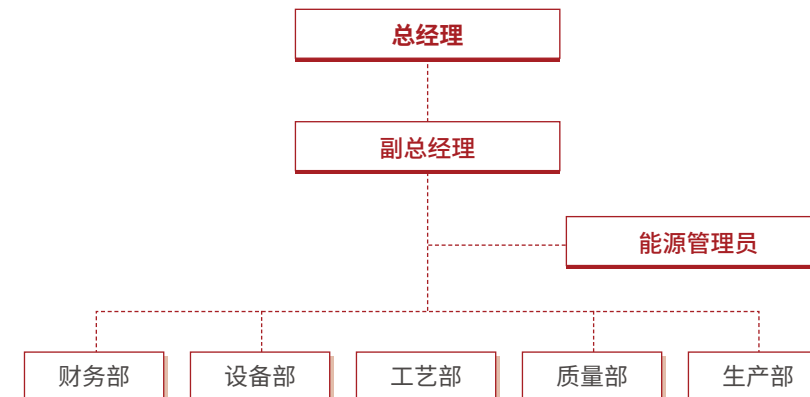 总经理
副总经理
能源管理员
财务部
设备部
工艺部
质量部
生产部